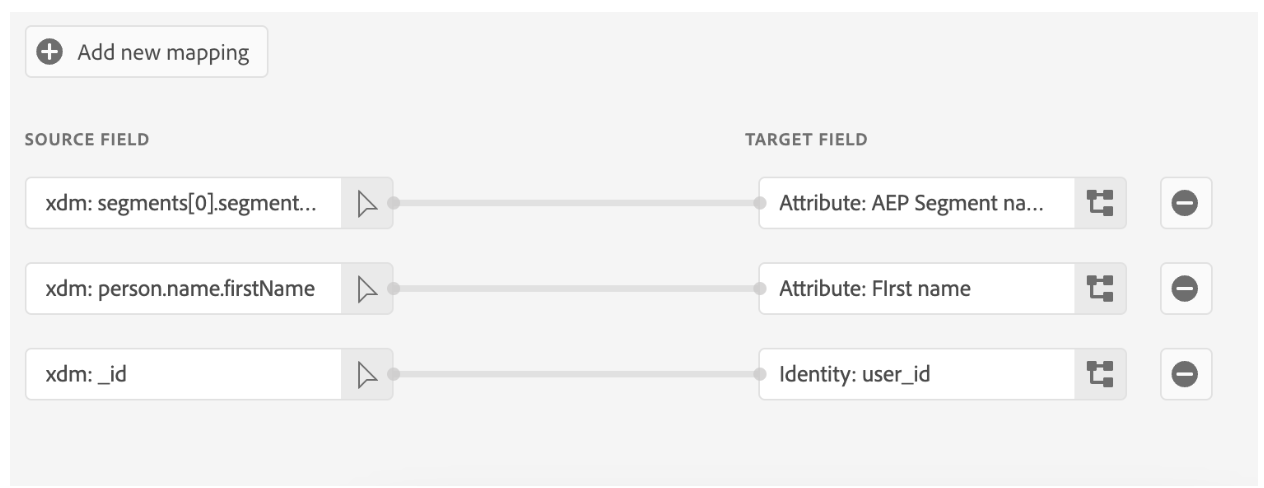 Add new mapping
SOURCE FIELD
TARGET FIELD
xdm: segments[0].segment...
Attribute: AEP Segment na...
xdm: person.name.firstName
Attribute: FIrst name
xdm: _id
Identity: user_id